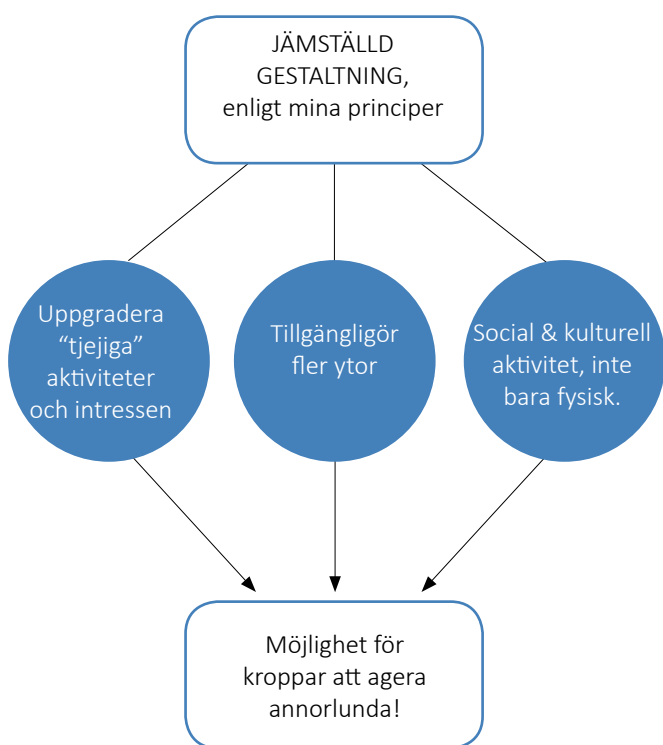 JÄMSTÄLLD
GESTALTNING,
enligt mina principer
Uppgradera
“tjejiga”
aktiviteter
och intressen
Tillgängligör
fler ytor
Social & kulturell
aktivitet, inte
bara fysisk.
Möjlighet för
kroppar att agera
annorlunda!